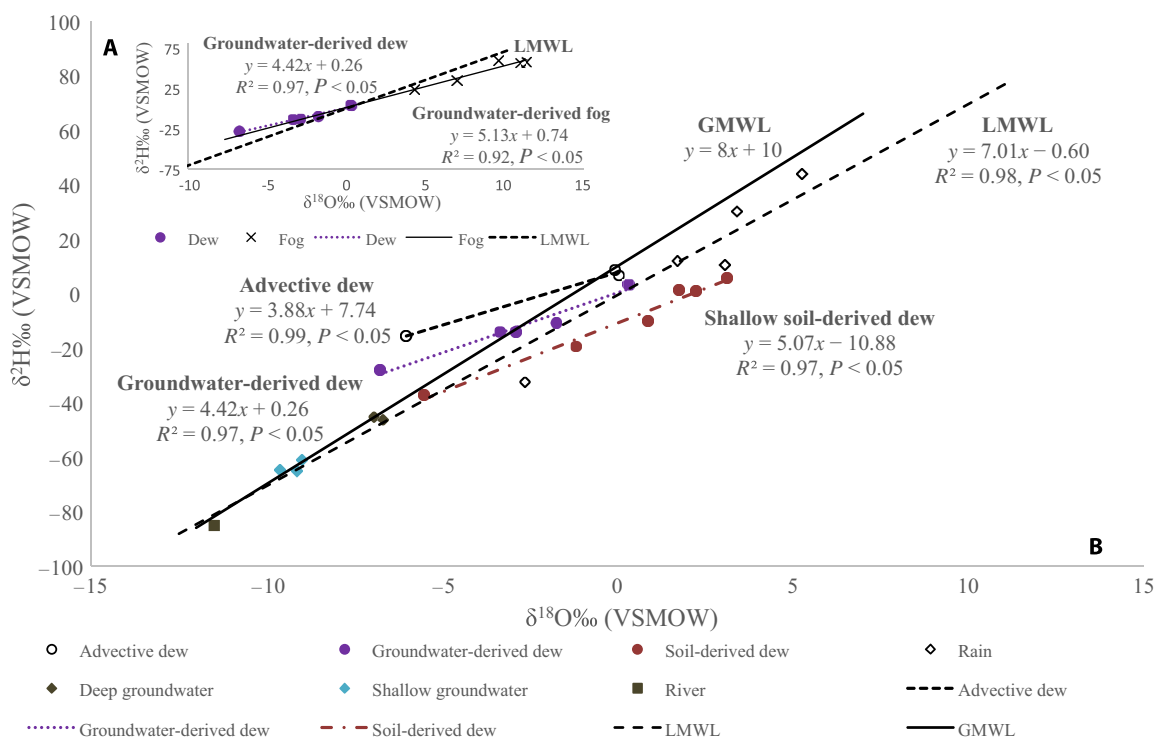 A
Groundwater-derived dew
y = 4.42x + 0.26
R² = 0.97, P < 0.05
LMWL
Groundwater-derived fog
y = 5.13x + 0.74
R² = 0.92, P < 0.05
δ²H‰ (VSMOW)
75
25
-25
-75
-10
-5
0
5
10
15
δ¹⁸O‰ (VSMOW)
Dew
Fog
Dew
Fog
LMWL
GMWL
y = 8x + 10
LMWL
y = 7.01x – 0.60
R² = 0.98, P < 0.05
Advective dew
y = 3.88x + 7.74
R² = 0.99, P < 0.05
Shallow soil-derived dew
y = 5.07x – 10.88
R² = 0.97, P < 0.05
Groundwater-derived dew
y = 4.42x + 0.26
R² = 0.97, P < 0.05
B
δ²H‰ (VSMOW)
100
80
60
40
20
0
–20
–40
–60
–80
–100
–15
–10
–5
0
5
10
15
δ¹⁸O‰ (VSMOW)
Advective dew
Groundwater-derived dew
Soil-derived dew
Rain
Deep groundwater
Shallow groundwater
River
Advective dew
Groundwater-derived dew
Soil-derived dew
LMWL
GMWL